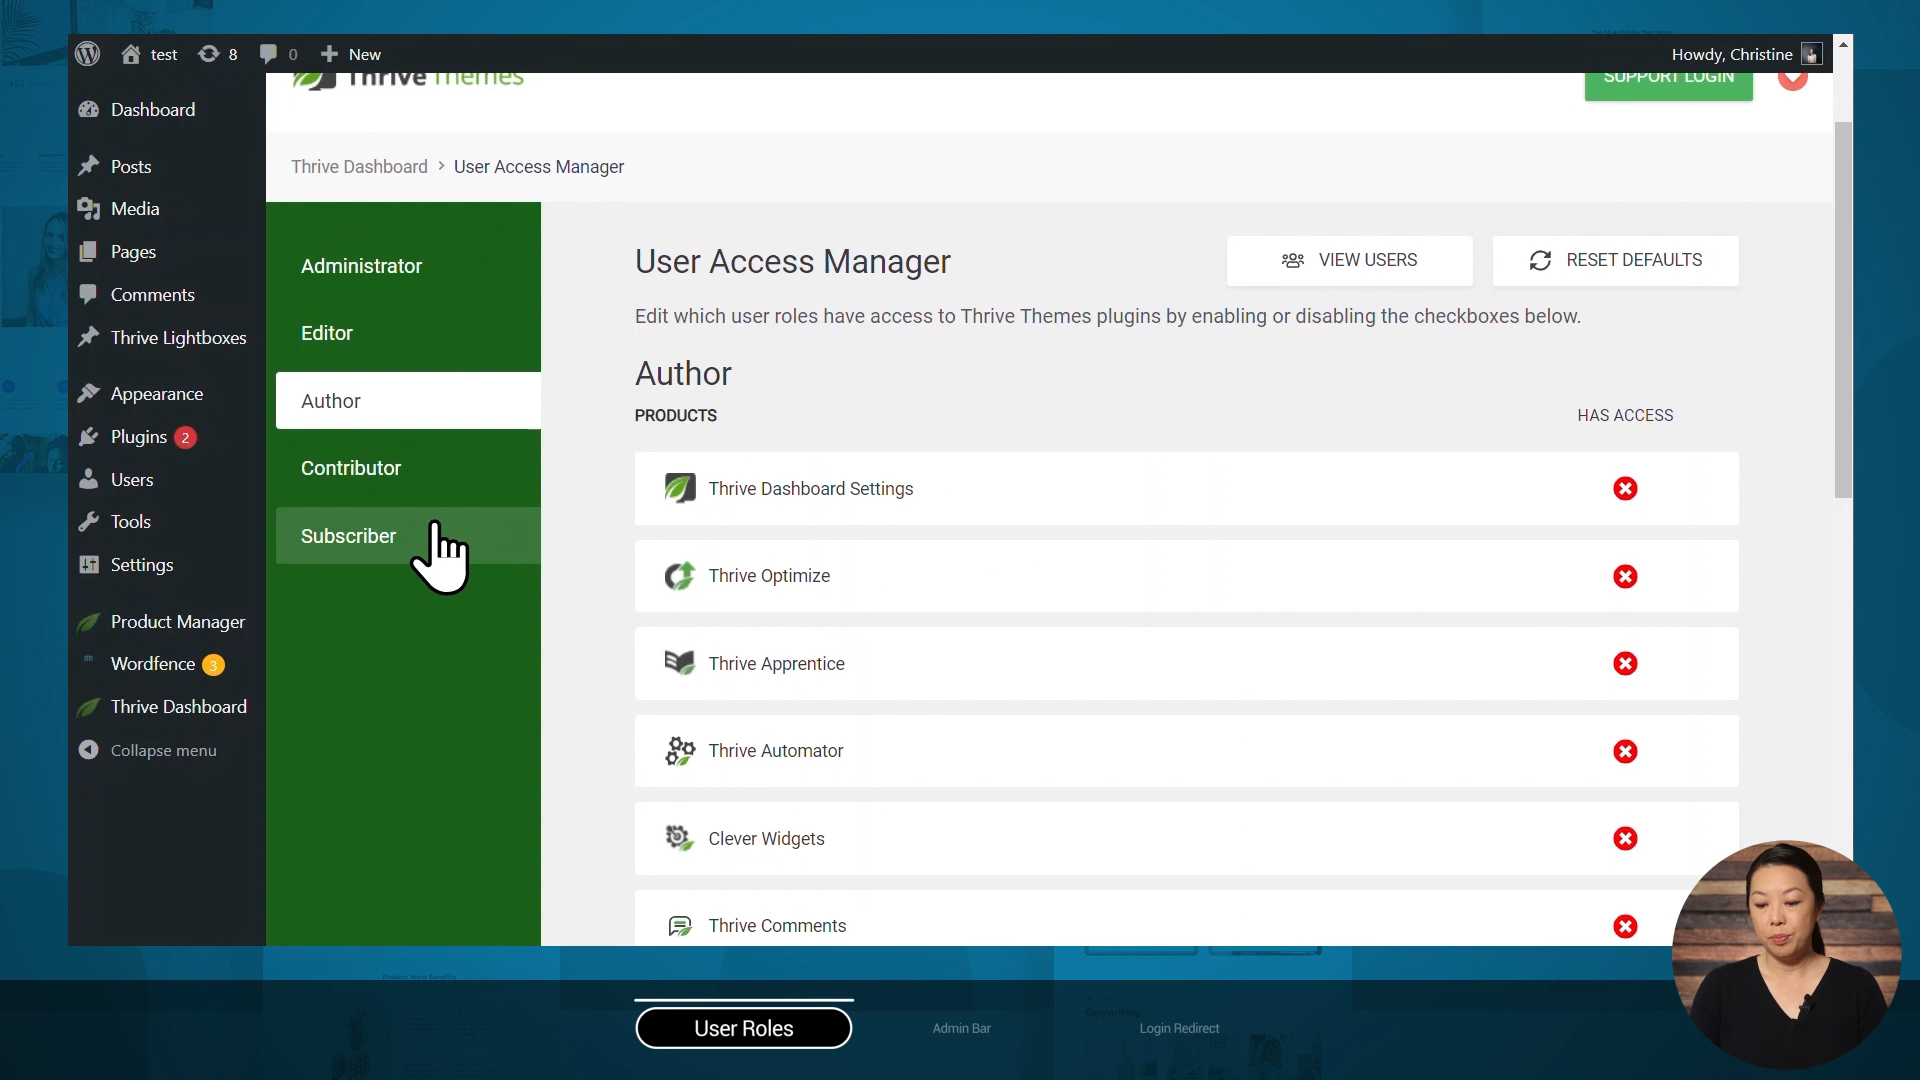 test
8
0
New
Howdy, Christine
Thrive Themes
SUPPORT LOGIN
Dashboard
Posts
Media
Pages
Comments
Thrive Lightboxes
Appearance
Plugins 2
Users
Tools
Settings
Product Manager
Wordfence 3
Thrive Dashboard
Collapse menu
Thrive Dashboard > User Access Manager
Administrator
Editor
Author
Contributor
Subscriber
User Access Manager
VIEW USERS
RESET DEFAULTS
Edit which user roles have access to Thrive Themes plugins by enabling or disabling the checkboxes below.
Author
PRODUCTS
HAS ACCESS
Thrive Dashboard Settings
Thrive Optimize
Thrive Apprentice
Thrive Automator
Clever Widgets
Thrive Comments
User Roles
Admin Bar
Login Redirect